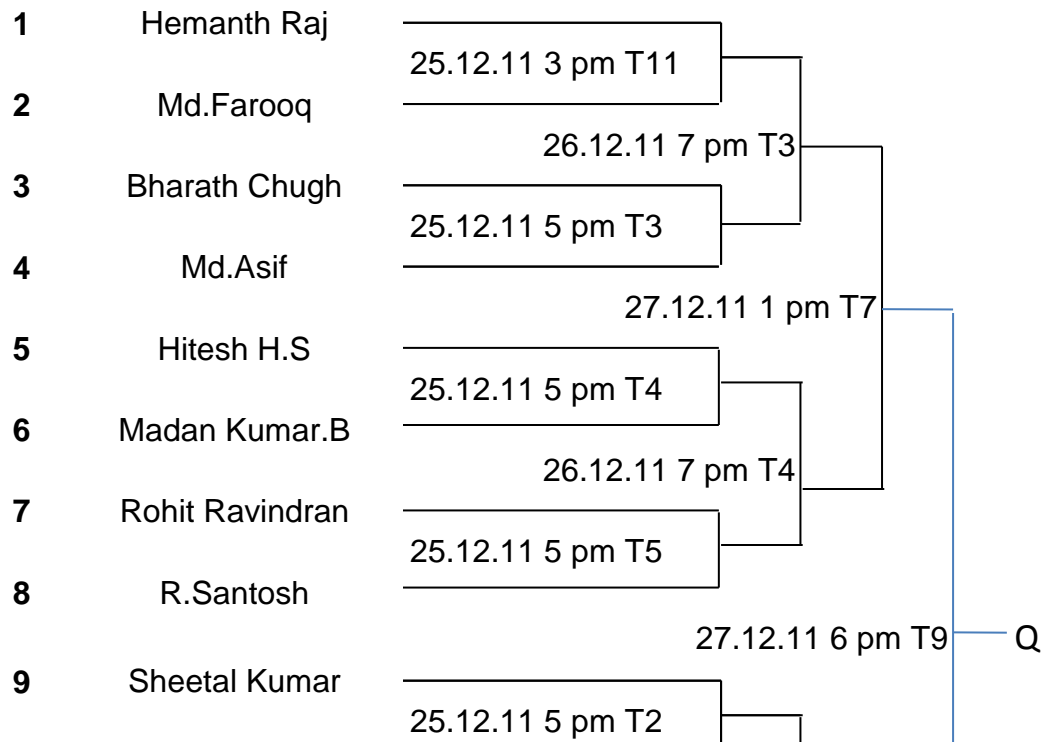 1 Hemanth Raj
25.12.11 3 pm T11
2 Md.Farooq
26.12.11 7 pm T3
3 Bharath Chugh
25.12.11 5 pm T3
4 Md.Asif
27.12.11 1 pm T7
5 Hitesh H.S
25.12.11 5 pm T4
6 Madan Kumar.B
26.12.11 7 pm T4
7 Rohit Ravindran
25.12.11 5 pm T5
8 R.Santosh
27.12.11 6 pm T9 Q
9 Sheetal Kumar
25.12.11 5 pm T2